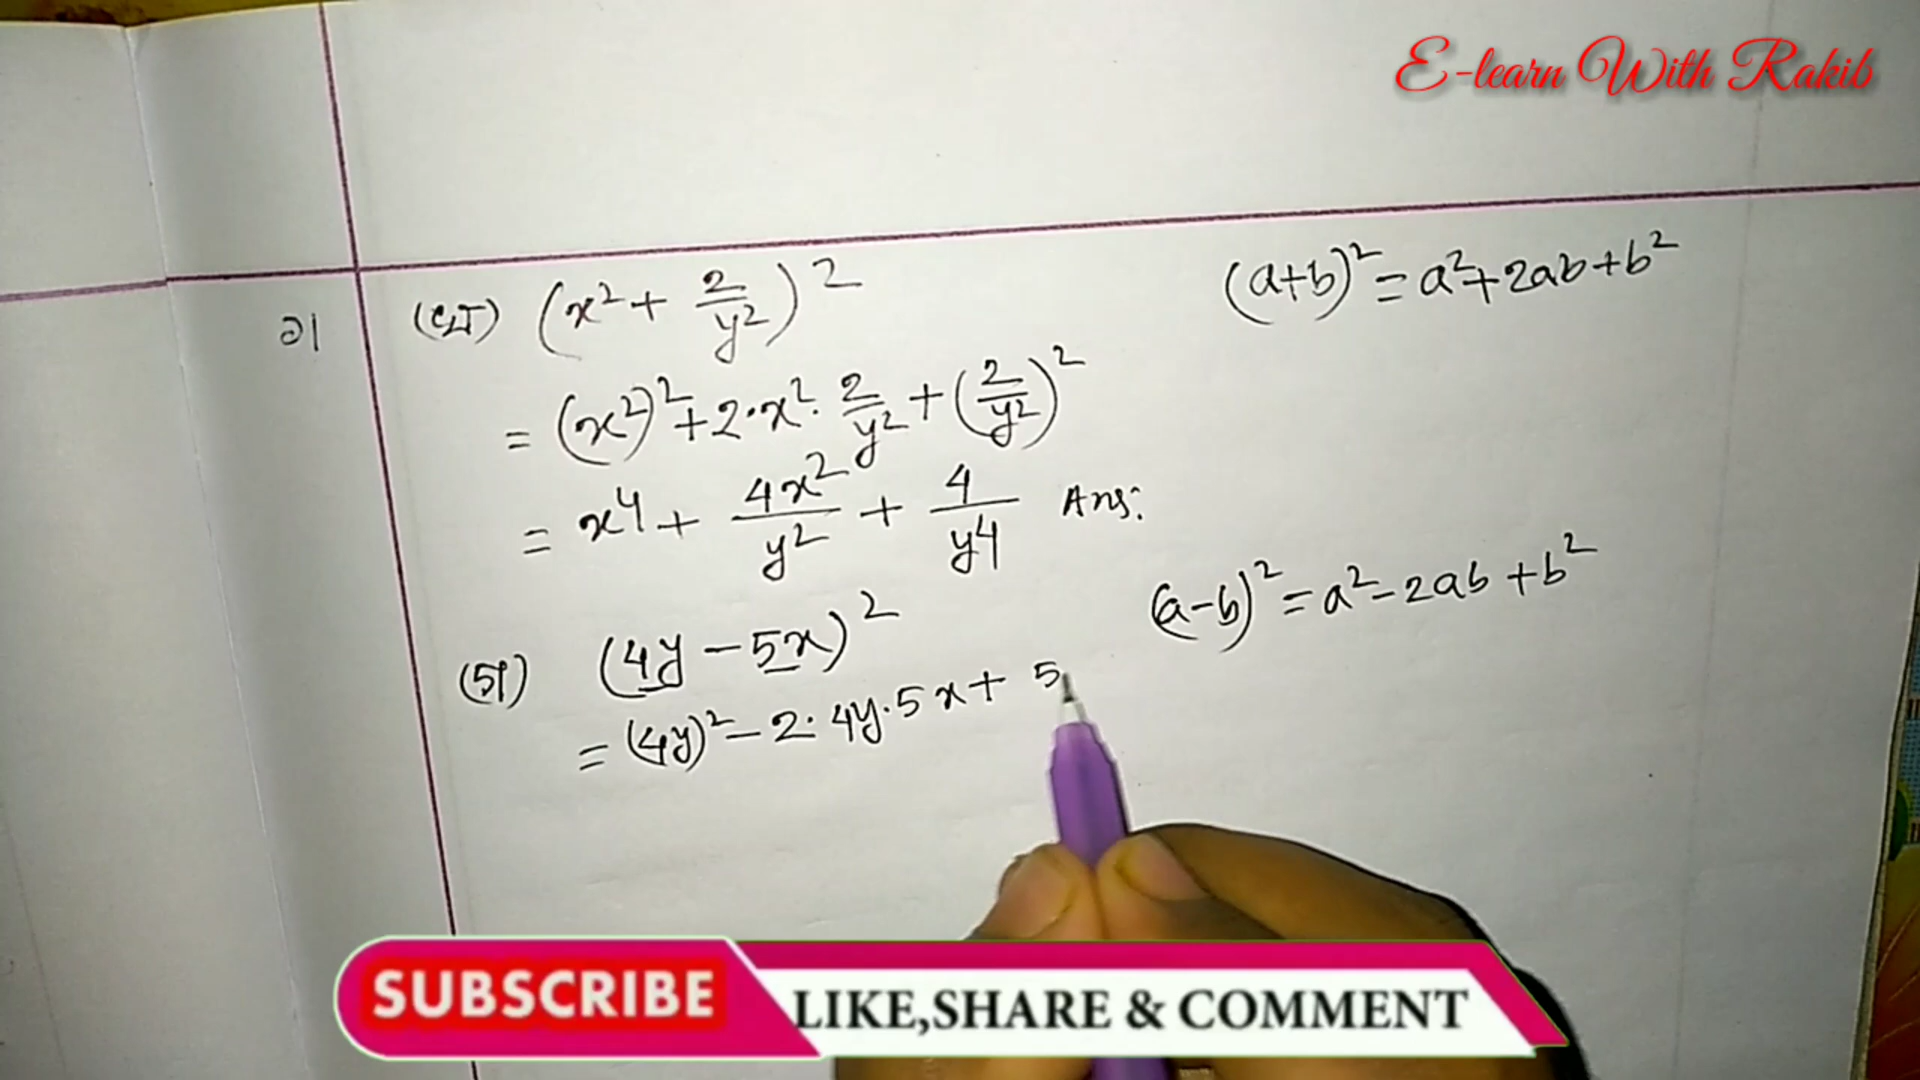 E-learn With Rakib
১। (ঙ) (x² + 2/y²)²
(a+b)² = a²+2ab+b²
= (x²)² + 2·x²· 2/y² + (2/y²)²
= x⁴ + 4x²/y² + 4/y⁴ Ans:
(চ) (4y - 5x)²
(a-b)² = a² - 2ab + b²
= (4y)² - 2· 4y·5x + 5
SUBSCRIBE
LIKE,SHARE & COMMENT